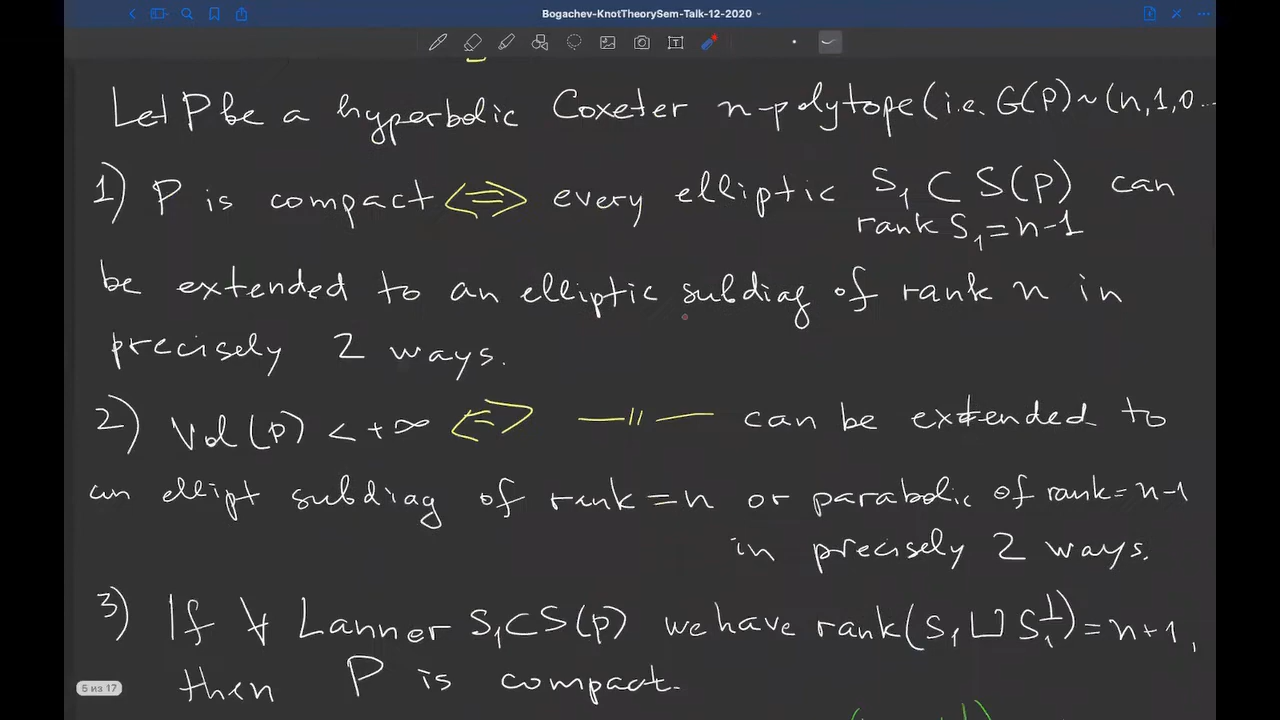 Bogachev-KnotTheorySem-Talk-12-2020
Let P be a hyperbolic Coxeter n-polytope (i.e. G(P)~(n,1,0...
1) P is compact <=> every elliptic S₁ ⊂ S(P) can
rank S₁ = n-1
be extended to an elliptic subdiag of rank n in
precisely 2 ways.
2) Vol(P) < +∞ <=> —"— can be extended to
an ellipt subdiag of rank = n or parabolic of rank = n-1
in precisely 2 ways.
3) If ∀ Lanner S₁ ⊂ S(P) we have rank(S₁ ⊔ S₁^⊥) = n+1,
then P is compact.
5 из 17